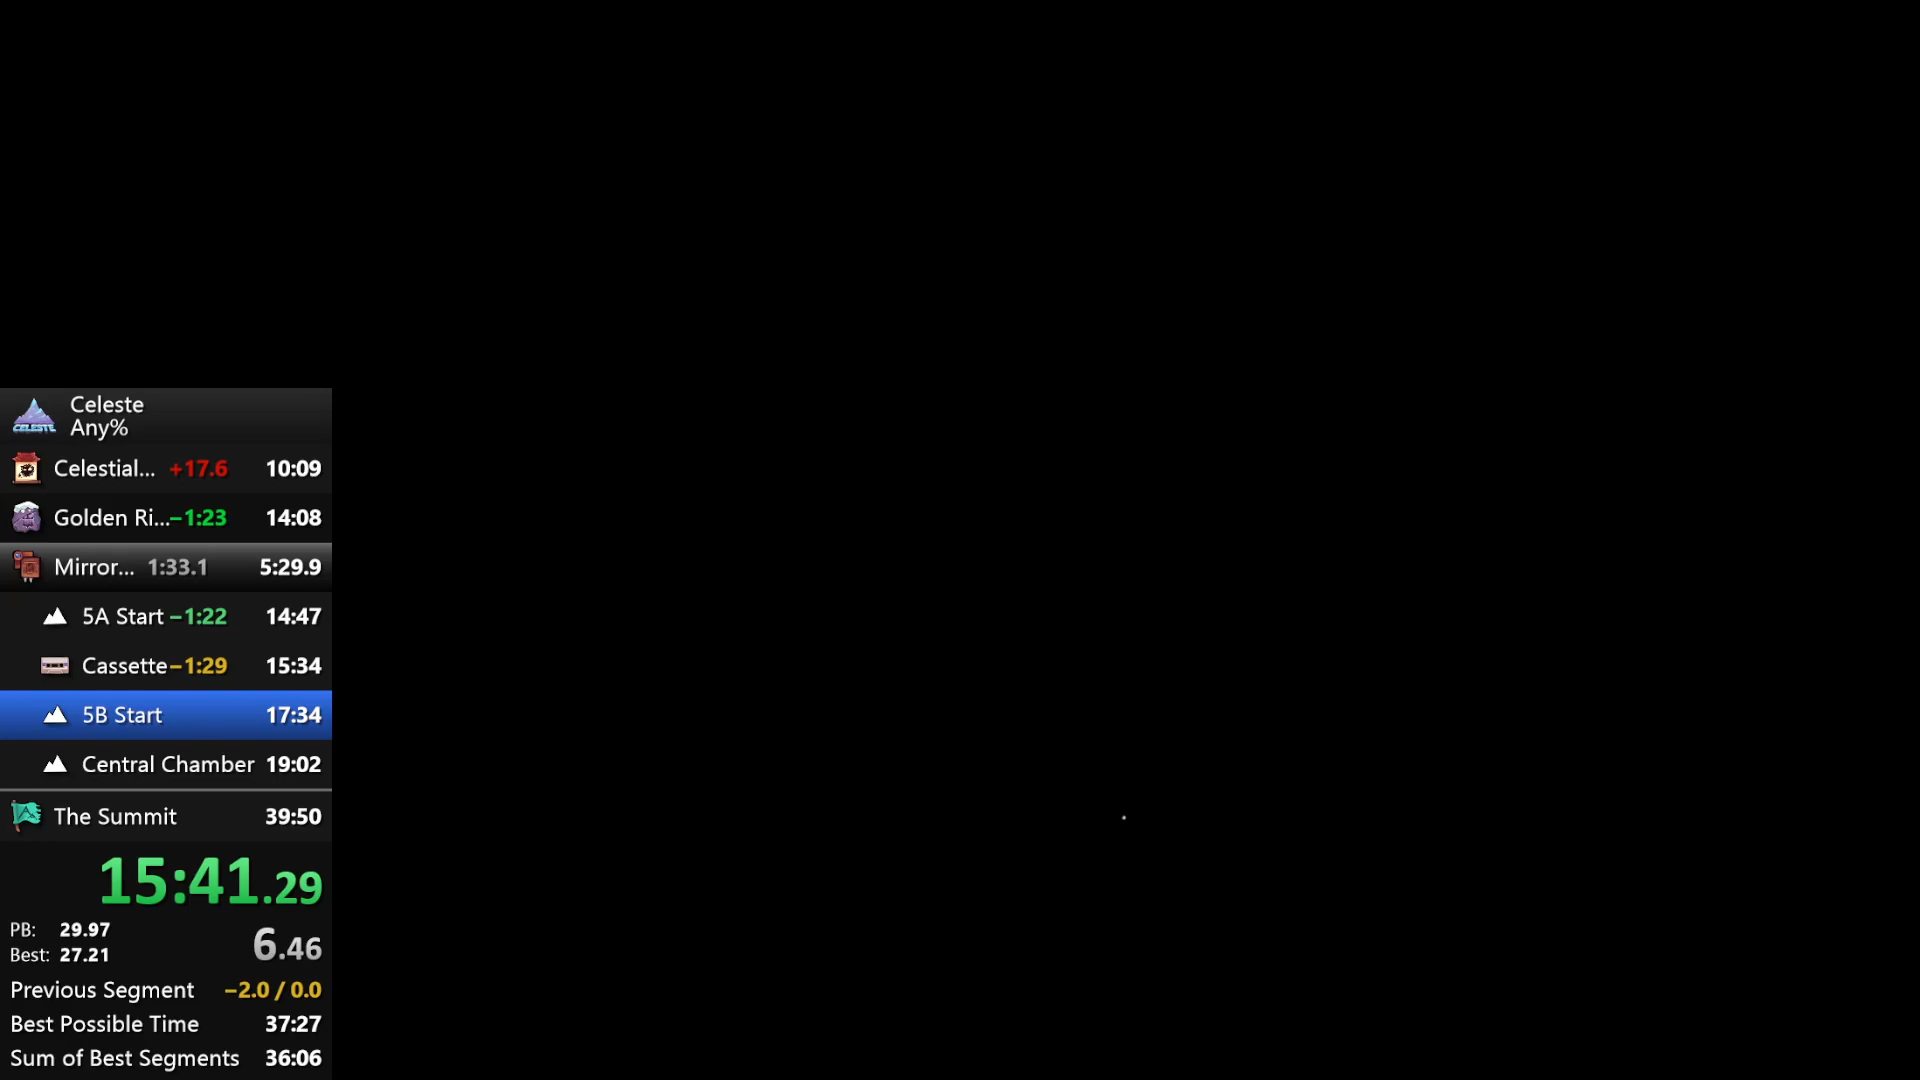 Celeste
Any%
Celestial... +17.6 10:09
Golden Ri... −1:23 14:08
Mirror... 1:33.1 5:29.9
5A Start −1:22 14:47
Cassette −1:29 15:34
5B Start 17:34
Central Chamber 19:02
The Summit 39:50
15:41.29
PB: 29.97
Best: 27.21
6.46
Previous Segment −2.0 / 0.0
Best Possible Time 37:27
Sum of Best Segments 36:06